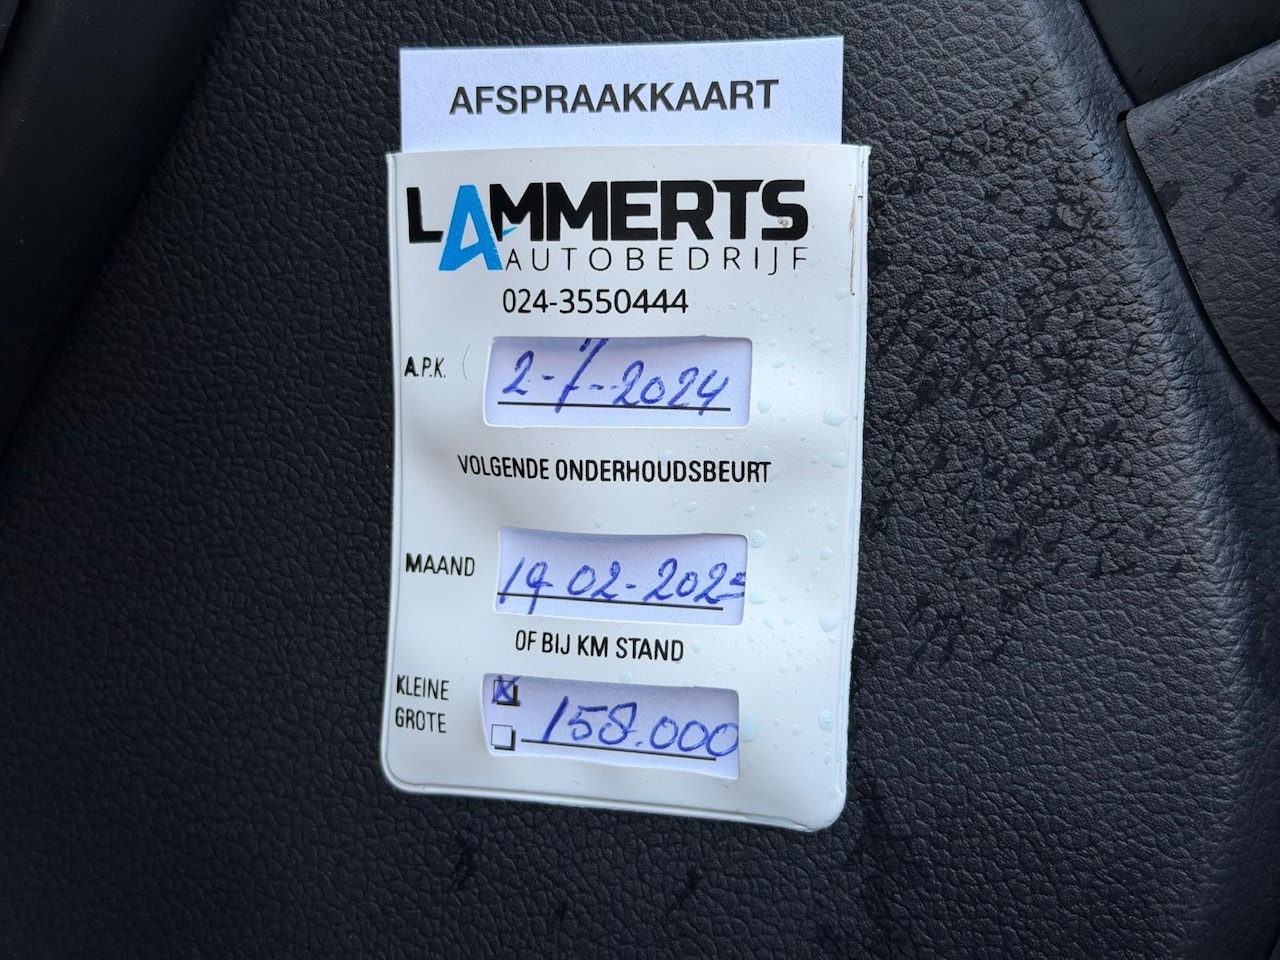 AFSPRAAKKAART
LAMMERTS
AUTOBEDRIJF
024-3550444
A.P.K. 2-7-2024
VOLGENDE ONDERHOUDSBEURT
MAAND 19-02-2025
OF BIJ KM STAND
KLEINE
GROTE 158.000